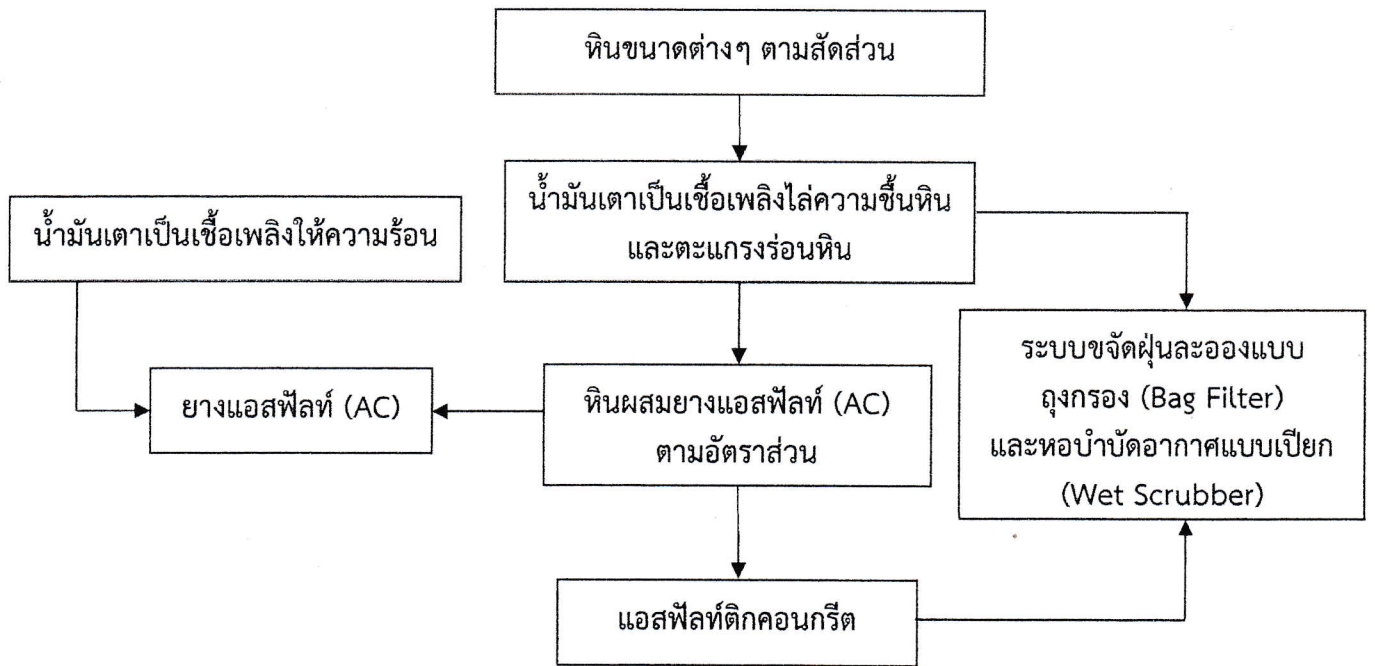 หินขนาดต่างๆ ตามสัดส่วน
น้ำมันเตาเป็นเชื้อเพลิงไล่ความชื้นหิน
และตะแกรงร่อนหิน
น้ำมันเตาเป็นเชื้อเพลิงให้ความร้อน
ระบบขจัดฝุ่นละอองแบบ
ถุงกรอง (Bag Filter)
และหอบำบัดอากาศแบบเปียก
(Wet Scrubber)
ยางแอสฟัลท์ (AC)
หินผสมยางแอสฟัลท์ (AC)
ตามอัตราส่วน
แอสฟัลท์ติกคอนกรีต